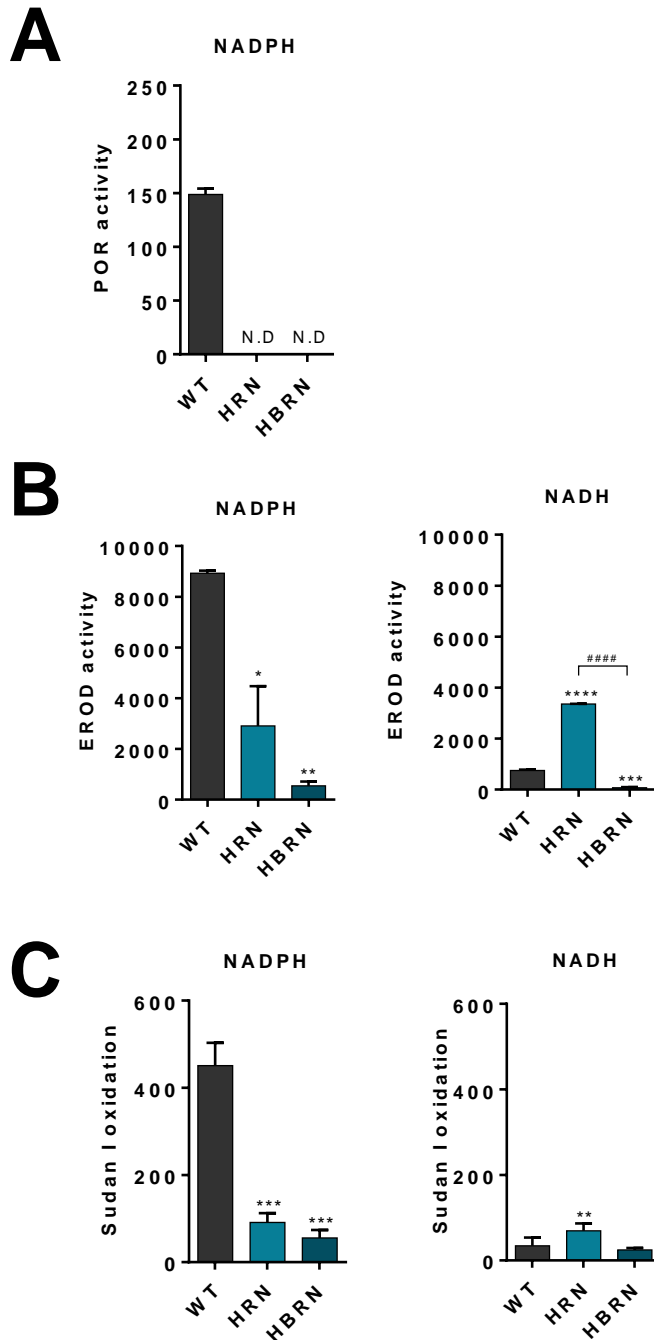 A
NADPH
POR activity
250
200
150
100
50
0
N.D N.D
WT HRN HBRN
B
NADPH
EROD activity
10000
8000
6000
4000
2000
0
*
**
WT HRN HBRN
NADH
EROD activity
10000
8000
6000
4000
2000
0
####
****
***
WT HRN HBRN
C
NADPH
Sudan I oxidation
600
400
200
0
***
***
WT HRN HBRN
NADH
Sudan I oxidation
600
400
200
0
**
WT HRN HBRN